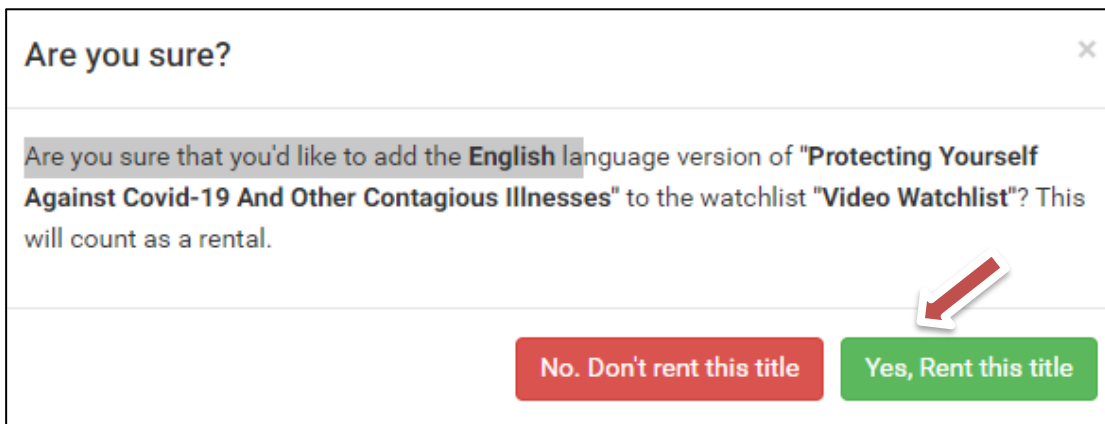 Are you sure?
×
Are you sure that you'd like to add the English language version of "Protecting Yourself
Against Covid-19 And Other Contagious Illnesses" to the watchlist "Video Watchlist"? This
will count as a rental.
No. Don't rent this title
Yes, Rent this title